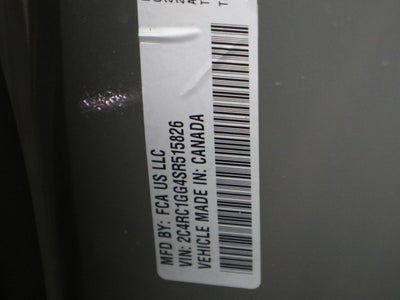 MFD BY: FCA US LLC
VIN: 2C4RC1GG4SR515826
VEHICLE MADE IN: CANADA